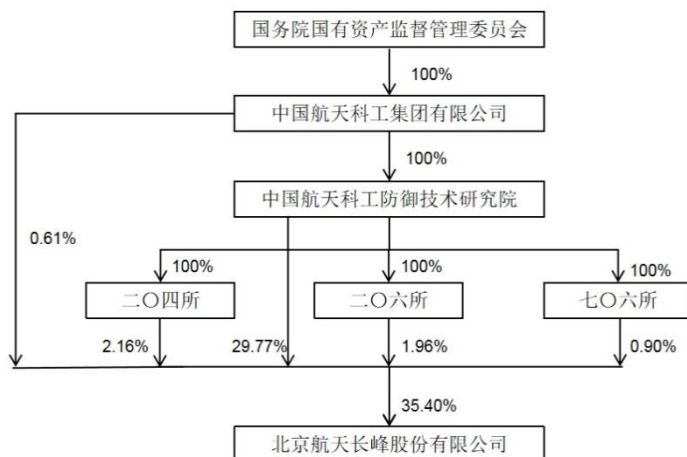 国务院国有资产监督管理委员会
100%
中国航天科工集团有限公司
100%
中国航天科工防御技术研究院
0.61%
100%
100%
100%
二〇四所
二〇六所
七〇六所
2.16%
29.77%
1.96%
0.90%
35.40%
北京航天长峰股份有限公司